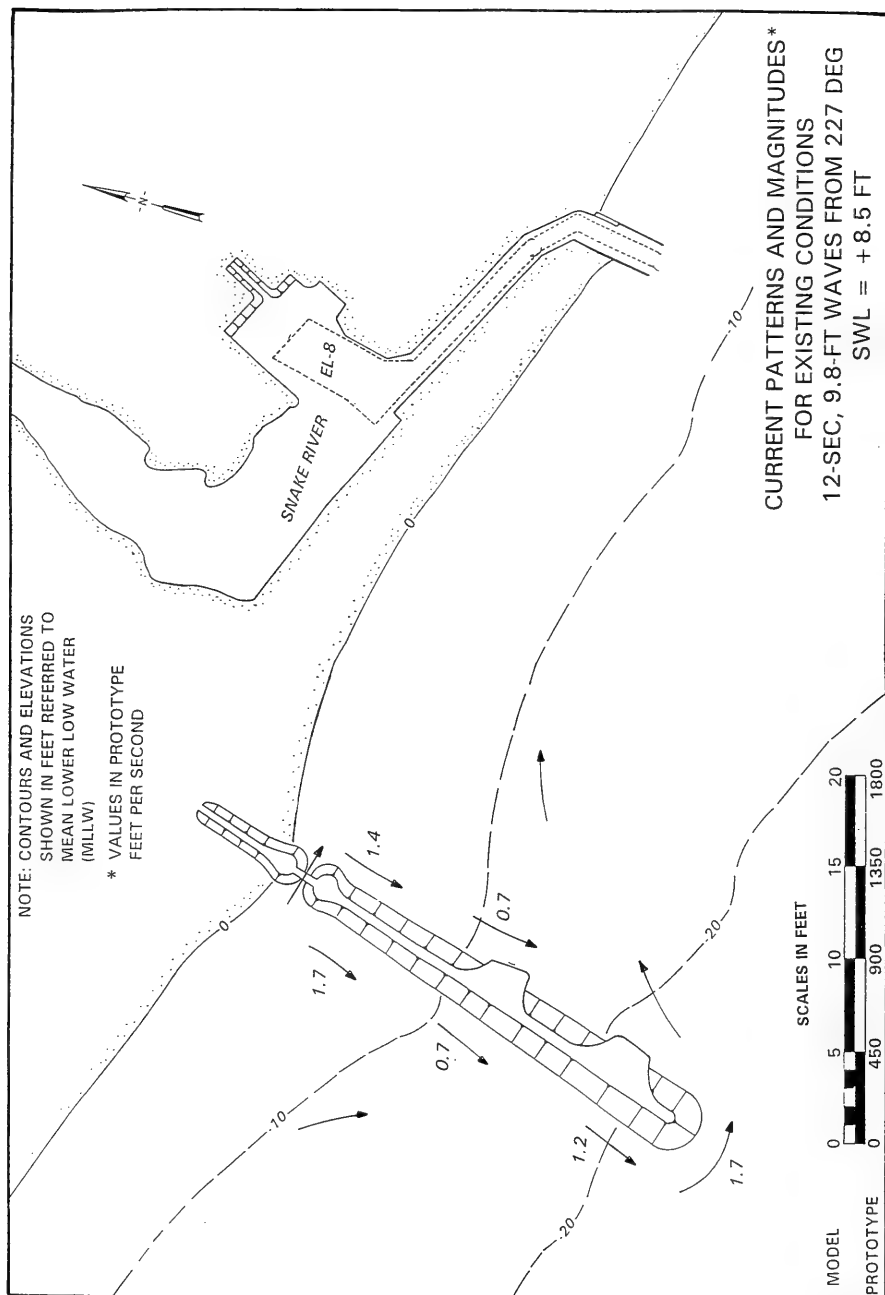 NOTE: CONTOURS AND ELEVATIONS
SHOWN IN FEET REFERRED TO
MEAN LOWER LOW WATER
(MLLW)
* VALUES IN PROTOTYPE
FEET PER SECOND
N
EL-8
SNAKE RIVER
0
0
-10
-10
-20
-20
1.7
1.4
0.7
0.7
1.2
1.7
CURRENT PATTERNS AND MAGNITUDES*
FOR EXISTING CONDITIONS
12-SEC, 9.8-FT WAVES FROM 227 DEG
SWL = +8.5 FT
SCALES IN FEET
MODEL 0 5 10 15 20
PROTOTYPE 0 450 900 1350 1800